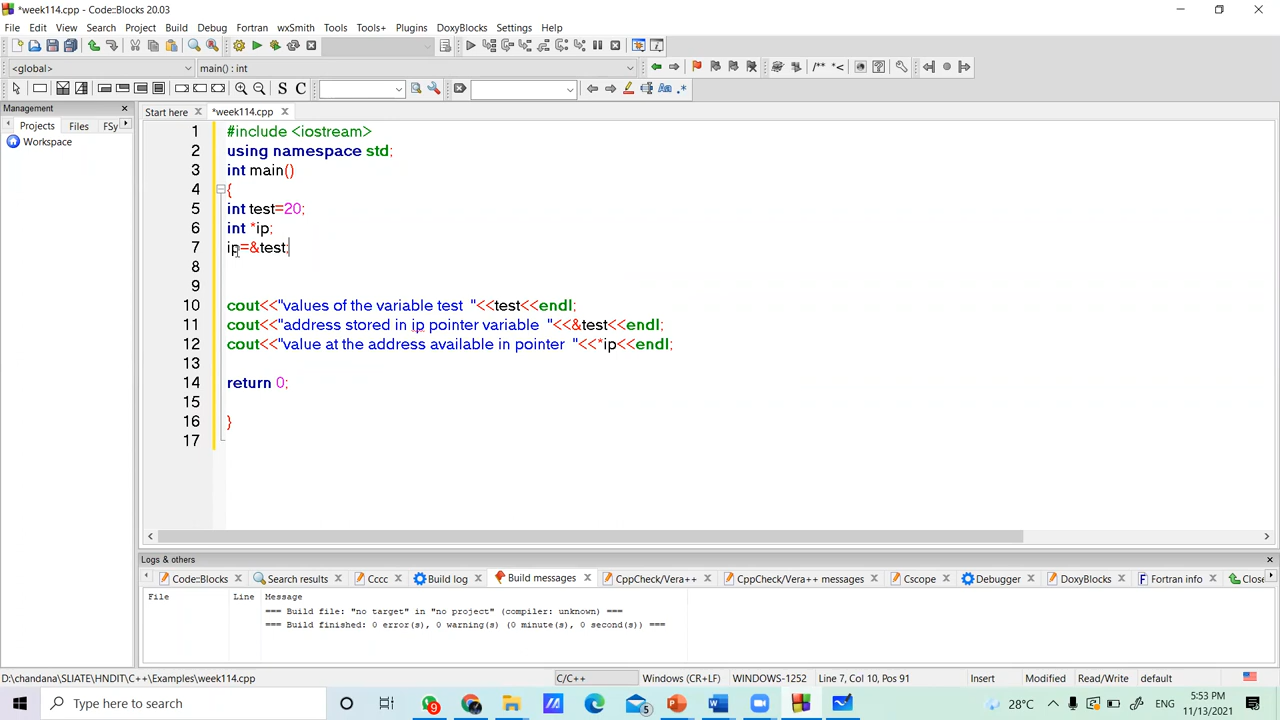 *week114.cpp - Code::Blocks 20.03
File Edit View Search Project Build Debug Fortran wxSmith Tools Tools+ Plugins DoxyBlocks Settings Help
<global> main() : int
/** *<
S C Aa .*
Management
Projects Files FSy
Workspace
Start here *week114.cpp
1 #include <iostream>
2 using namespace std;
3 int main()
4 {
5 int test=20;
6 int *ip;
7 ip=&test;
8
9
10 cout<<"values of the variable test "<<test<<endl;
11 cout<<"address stored in ip pointer variable "<<&test<<endl;
12 cout<<"value at the address available in pointer "<<*ip<<endl;
13
14 return 0;
15
16 }
17
Logs & others
Code::Blocks Search results Cccc Build log Build messages CppCheck/Vera++ CppCheck/Vera++ messages Cscope Debugger DoxyBlocks Fortran info Close
File Line Message
=== Build file: "no target" in "no project" (compiler: unknown) ===
=== Build finished: 0 error(s), 0 warning(s) (0 minute(s), 0 second(s)) ===
D:\chandana\SLIATE\HNDIT\C++\Examples\week114.cpp C/C++ Windows (CR+LF) WINDOWS-1252 Line 7, Col 10, Pos 91 Insert Modified Read/Write default
Type here to search 9 5 28°C ENG 5:53 PM
11/13/2021